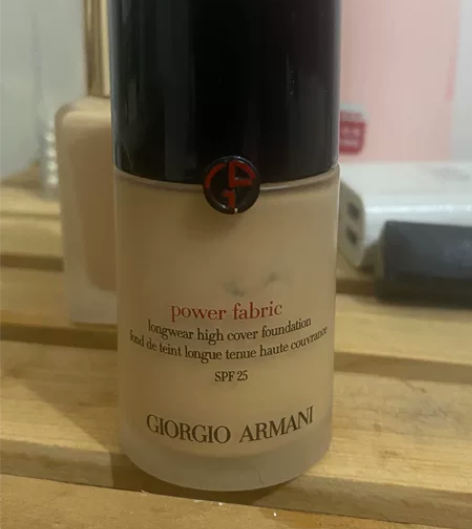 power fabric
longwear high cover foundation
fond de teint longue tenue haute couvrance
SPF 25
GIORGIO ARMANI